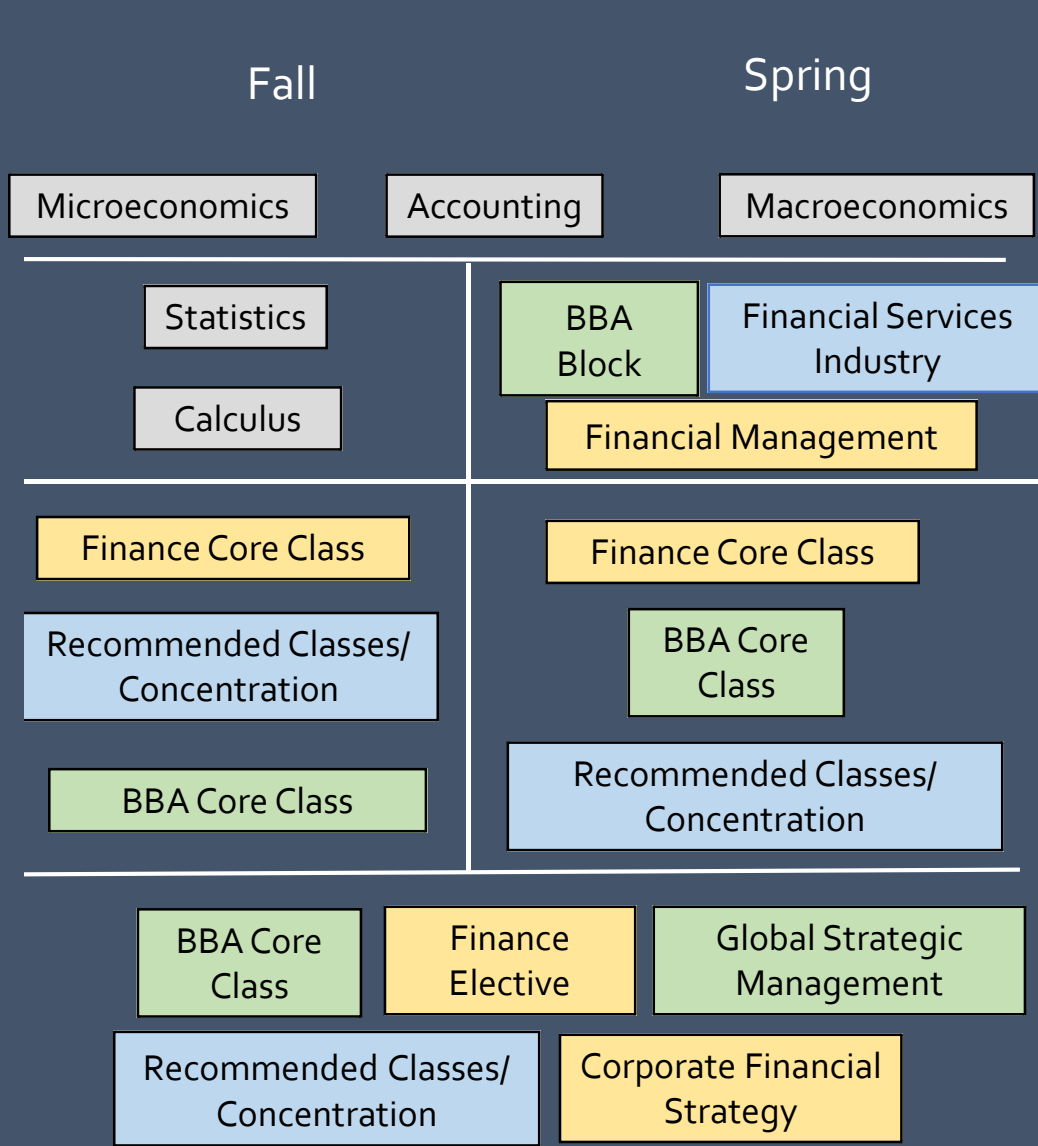 Fall
Spring
Microeconomics
Accounting
Macroeconomics
Statistics
Calculus
BBA
Block
Financial Services
Industry
Financial Management
Finance Core Class
Recommended Classes/
Concentration
BBA Core Class
Finance Core Class
BBA Core
Class
Recommended Classes/
Concentration
BBA Core
Class
Finance
Elective
Global Strategic
Management
Recommended Classes/
Concentration
Corporate Financial
Strategy